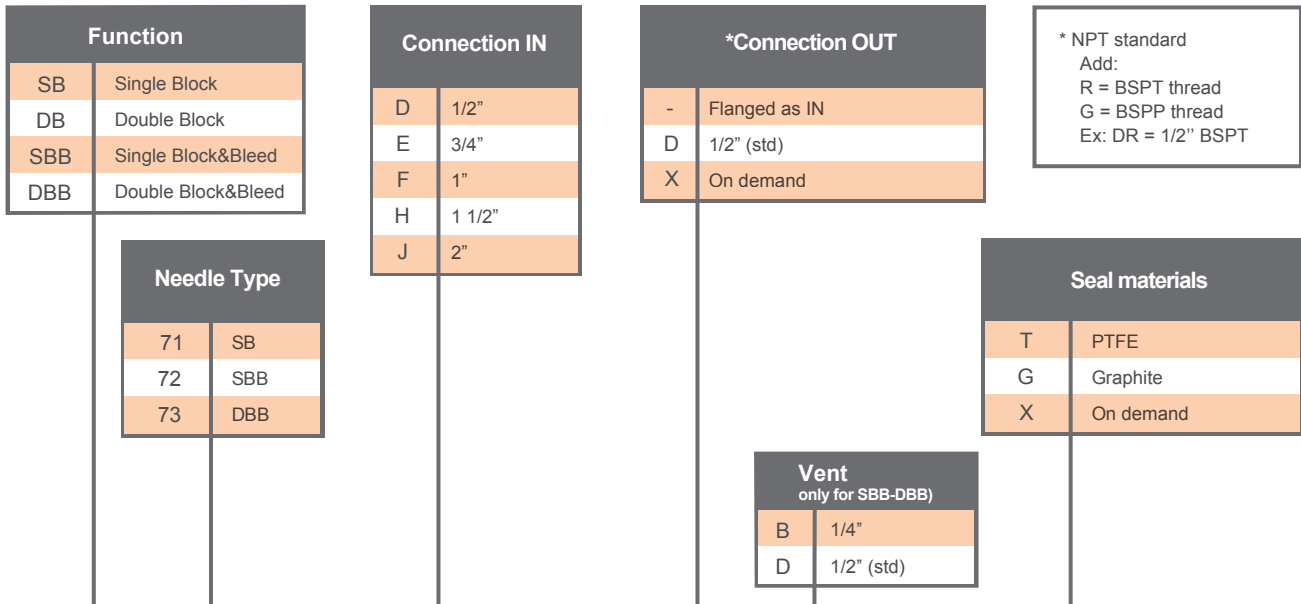 Function
SB Single Block
DB Double Block
SBB Single Block&Bleed
DBB Double Block&Bleed
Connection IN
D 1/2”
E 3/4”
F 1”
H 1 1/2”
J 2”
*Connection OUT
- Flanged as IN
D 1/2” (std)
X On demand
* NPT standard
Add:
R = BSPT thread
G = BSPP thread
Ex: DR = 1/2’’ BSPT
Needle Type
71 SB
72 SBB
73 DBB
Seal materials
T PTFE
G Graphite
X On demand
Vent
only for SBB-DBB)
B 1/4”
D 1/2” (std)